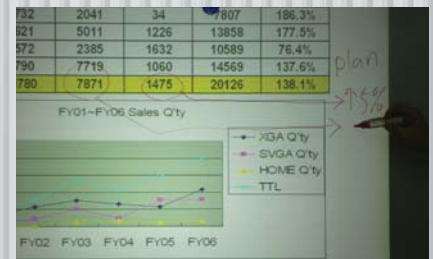 732 2041 34 7807 186.3%
621 5011 1226 13858 177.5%
572 2385 1632 10589 76.4%
790 7719 1060 14569 137.6%
780 7871 1475 20126 138.1%
plan
↑5%
FY01~FY06 Sales Q'ty
XGA Q'ty
SVGA Q'ty
HOME Q'ty
TTL
FY02 FY03 FY04 FY05 FY06